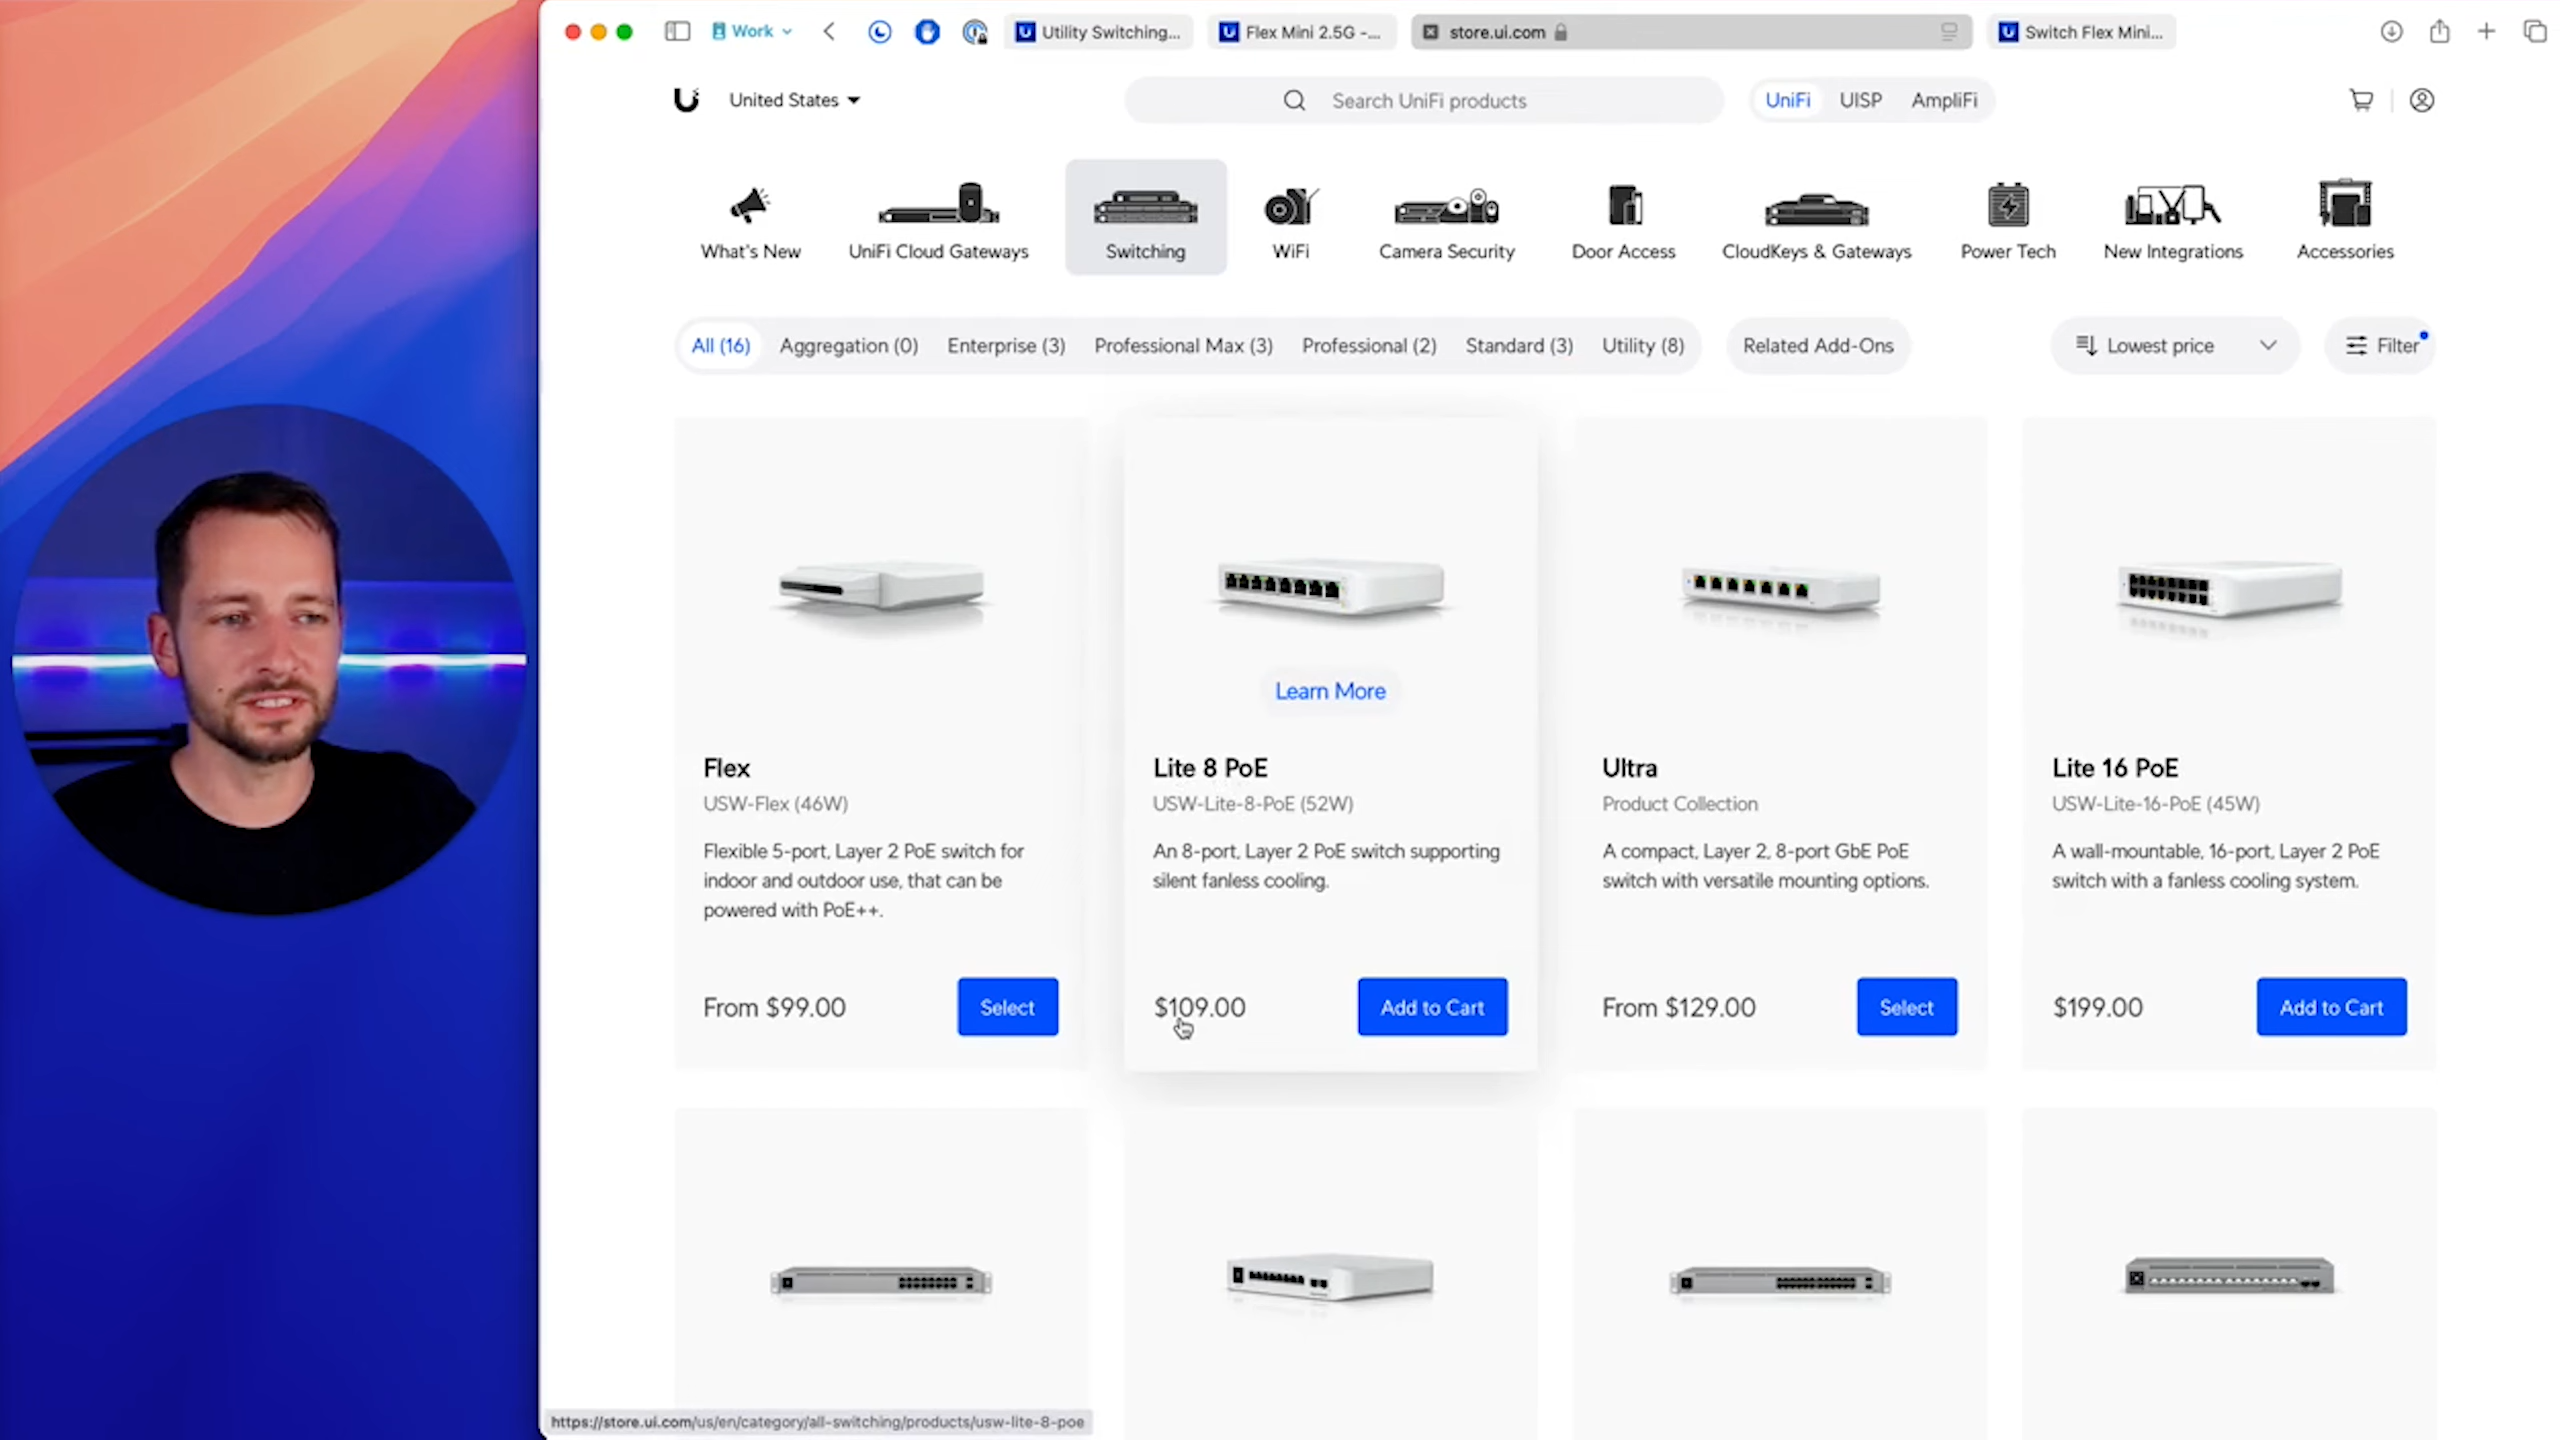 Work
Utility Switching...
Flex Mini 2.5G -...
store.ui.com
Switch Flex Mini...
United States
Search UniFi products
UniFi
UISP
AmpliFi
What's New
UniFi Cloud Gateways
Switching
WiFi
Camera Security
Door Access
CloudKeys & Gateways
Power Tech
New Integrations
Accessories
All (16)
Aggregation (0)
Enterprise (3)
Professional Max (3)
Professional (2)
Standard (3)
Utility (8)
Related Add-Ons
Lowest price
Filter
Flex
USW-Flex (46W)
Flexible 5-port, Layer 2 PoE switch for
indoor and outdoor use, that can be
powered with PoE++.
From $99.00
Select
Learn More
Lite 8 PoE
USW-Lite-8-PoE (52W)
An 8-port, Layer 2 PoE switch supporting
silent fanless cooling.
$109.00
Add to Cart
Ultra
Product Collection
A compact, Layer 2, 8-port GbE PoE
switch with versatile mounting options.
From $129.00
Select
Lite 16 PoE
USW-Lite-16-PoE (45W)
A wall-mountable, 16-port, Layer 2 PoE
switch with a fanless cooling system.
$199.00
Add to Cart
https://store.ui.com/us/en/category/all-switching/products/usw-lite-8-poe